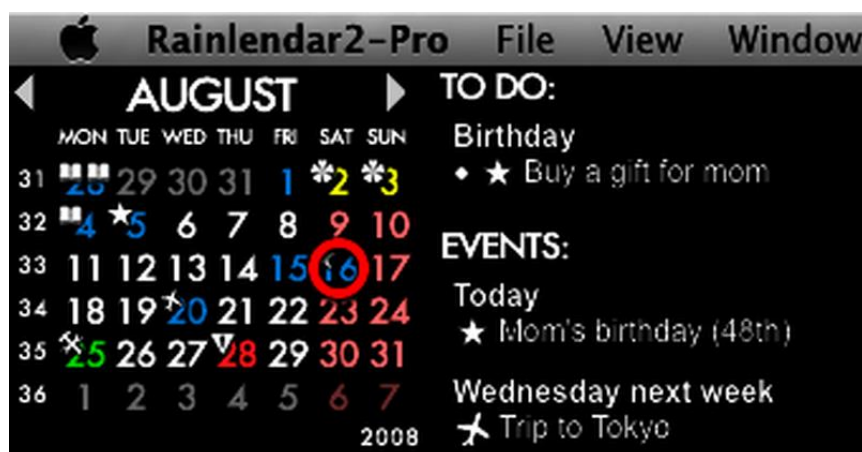 Rainlendar2-Pro File View Window
AUGUST
MON TUE WED THU FRI SAT SUN
31 28 29 30 31 1 2 3
32 4 5 6 7 8 9 10
33 11 12 13 14 15 16 17
34 18 19 20 21 22 23 24
35 25 26 27 28 29 30 31
36 1 2 3 4 5 6 7
2008
TO DO:
Birthday
Buy a gift for mom
EVENTS:
Today
Mom's birthday (48th)
Wednesday next week
Trip to Tokyo